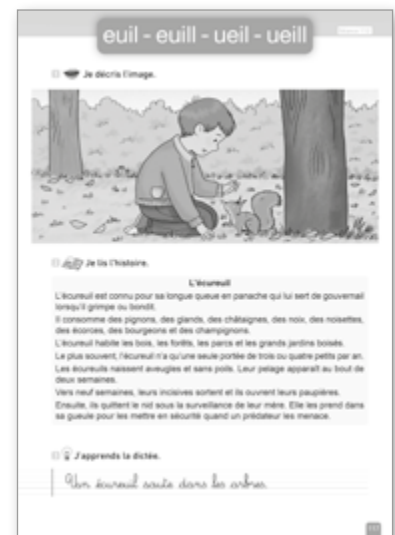 euil - euill - ueil - ueill
Je décris l'image.
Je lis l'histoire.
L'écureuil
L'écureuil est connu pour sa longue queue en panache qui lui sert de gouvernail
lorsqu'il grimpe ou bondit.
Il consomme des pignons, des glands, des châtaignes, des noix, des noisettes,
des écorces, des bourgeons et des champignons.
L'écureuil habite les bois, les forêts, les parcs et les grands jardins boisés.
Le plus souvent, l'écureuil n'a qu'une seule portée de trois ou quatre petits par an.
Les écureuils naissent aveugles et sans poils. Leur pelage apparaît au bout de
deux semaines.
Vers neuf semaines, leurs incisives sortent et ils ouvrent leurs paupières.
Ensuite, ils quittent le nid sous la surveillance de leur mère. Elle les prend dans
sa gueule pour les mettre en sécurité quand un prédateur les menace.
J'apprends la dictée.
Un écureuil saute dans les arbres.